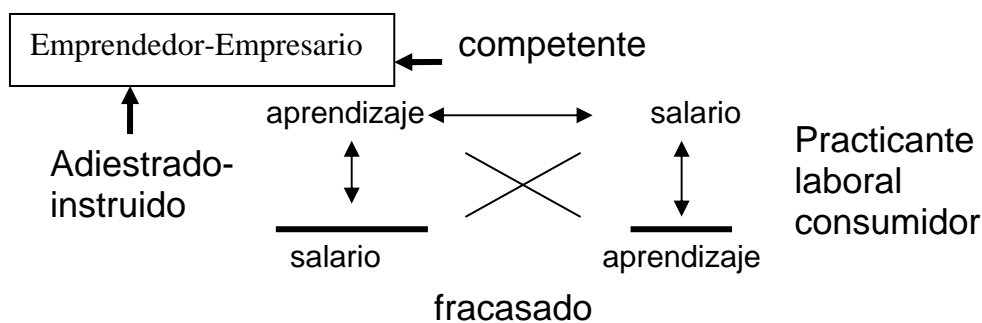 Emprendedor-Empresario
competente
aprendizaje
salario
Adiestrado-
instruido
Practicante
laboral
consumidor
salario
aprendizaje
fracasado